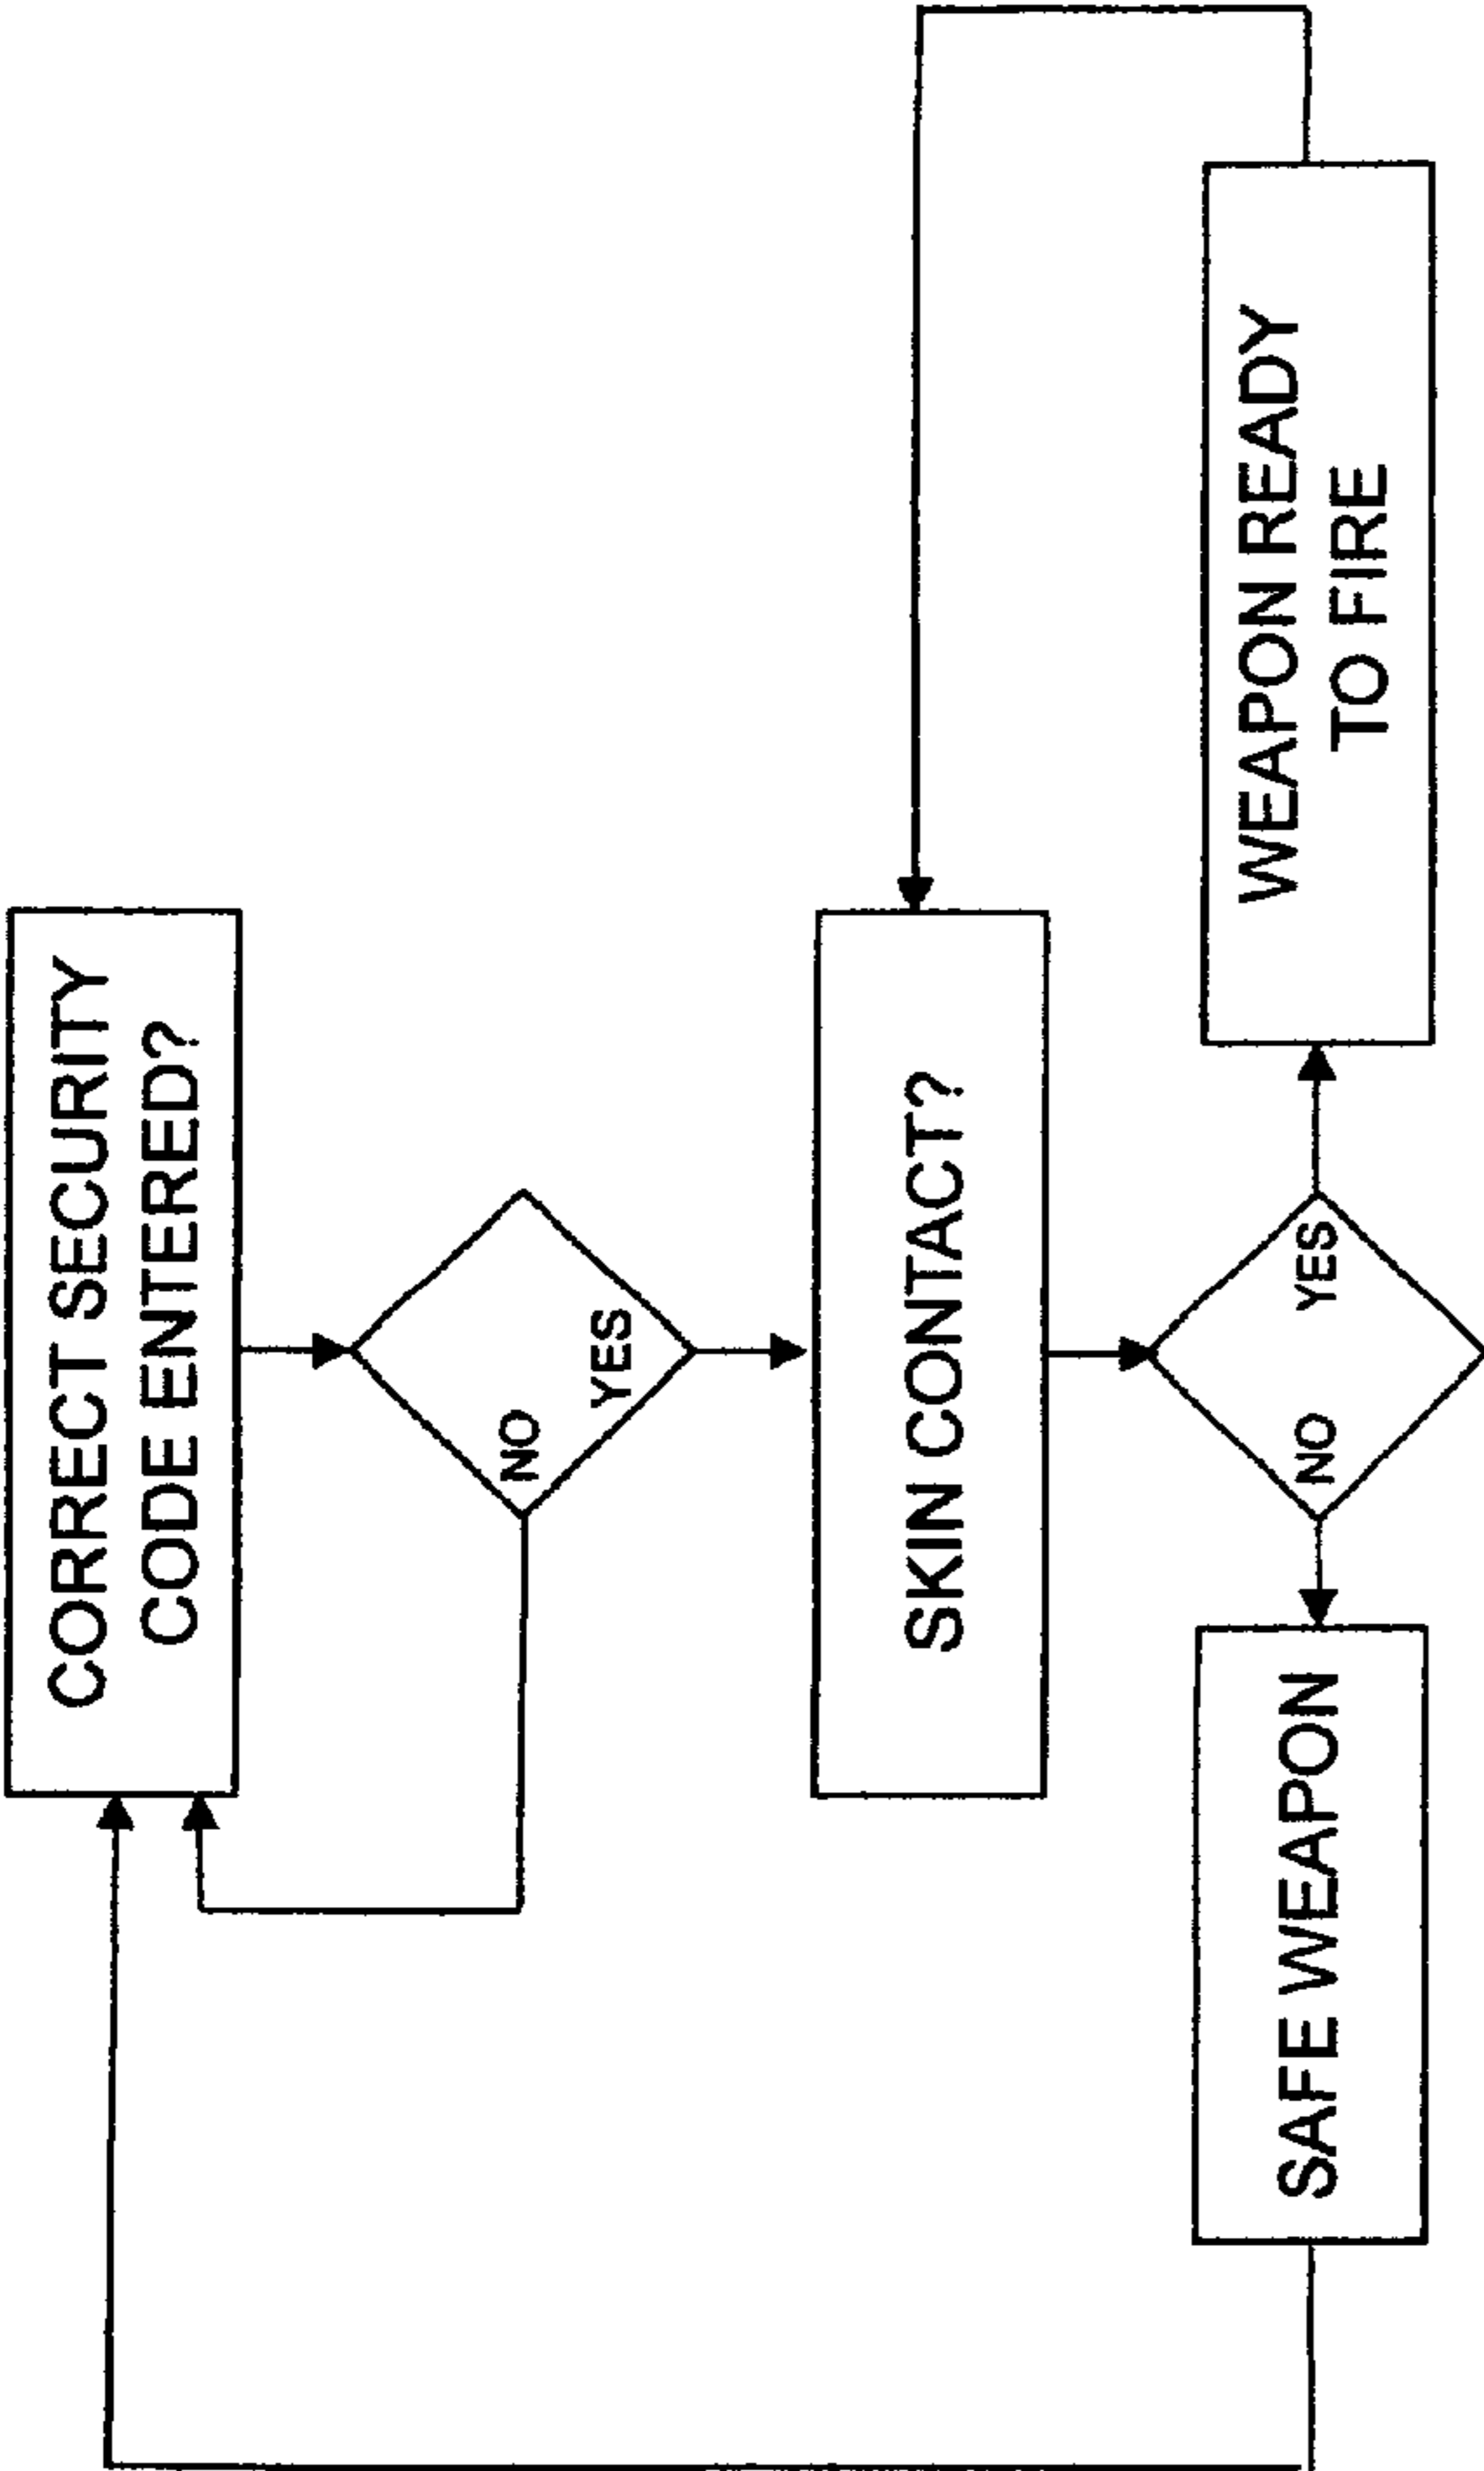 CORRECT SECURITY
CODE ENTERED?
NO
YES
SKIN CONTACT?
NO
YES
SAFE WEAPON
WEAPON READY
TO FIRE